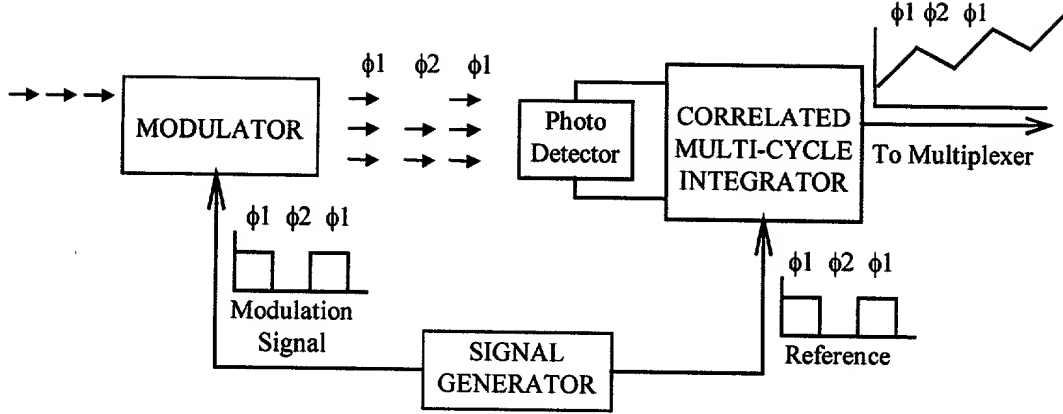 ϕ1 ϕ2 ϕ1
ϕ1 ϕ2 ϕ1
MODULATOR
Photo
Detector
CORRELATED
MULTI-CYCLE
INTEGRATOR
To Multiplexer
ϕ1 ϕ2 ϕ1
Modulation
Signal
ϕ1 ϕ2 ϕ1
Reference
SIGNAL
GENERATOR